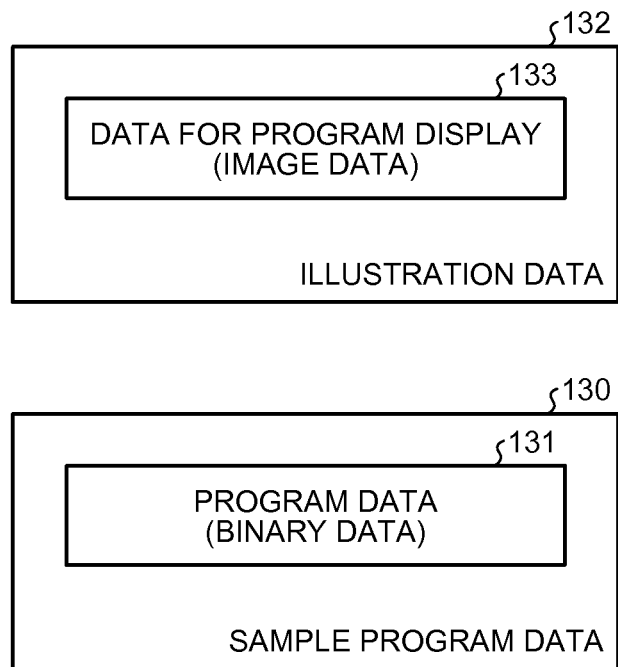 132
133
DATA FOR PROGRAM DISPLAY
(IMAGE DATA)
ILLUSTRATION DATA
130
131
PROGRAM DATA
(BINARY DATA)
SAMPLE PROGRAM DATA